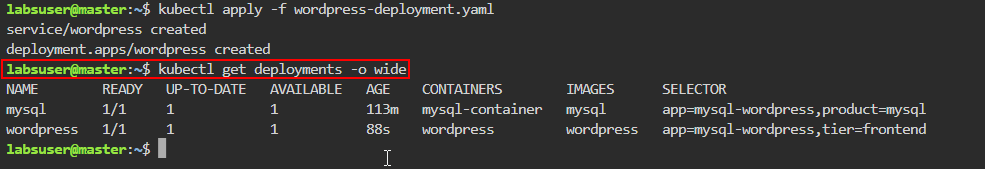 labsuser@master:~$ kubectl apply -f wordpress-deployment.yaml
service/wordpress created
deployment.apps/wordpress created
labsuser@master:~$ kubectl get deployments -o wide
NAME READY UP-TO-DATE AVAILABLE AGE CONTAINERS IMAGES SELECTOR
mysql 1/1 1 1 113m mysql-container mysql app=mysql-wordpress,product=mysql
wordpress 1/1 1 1 88s wordpress wordpress app=mysql-wordpress,tier=frontend
labsuser@master:~$